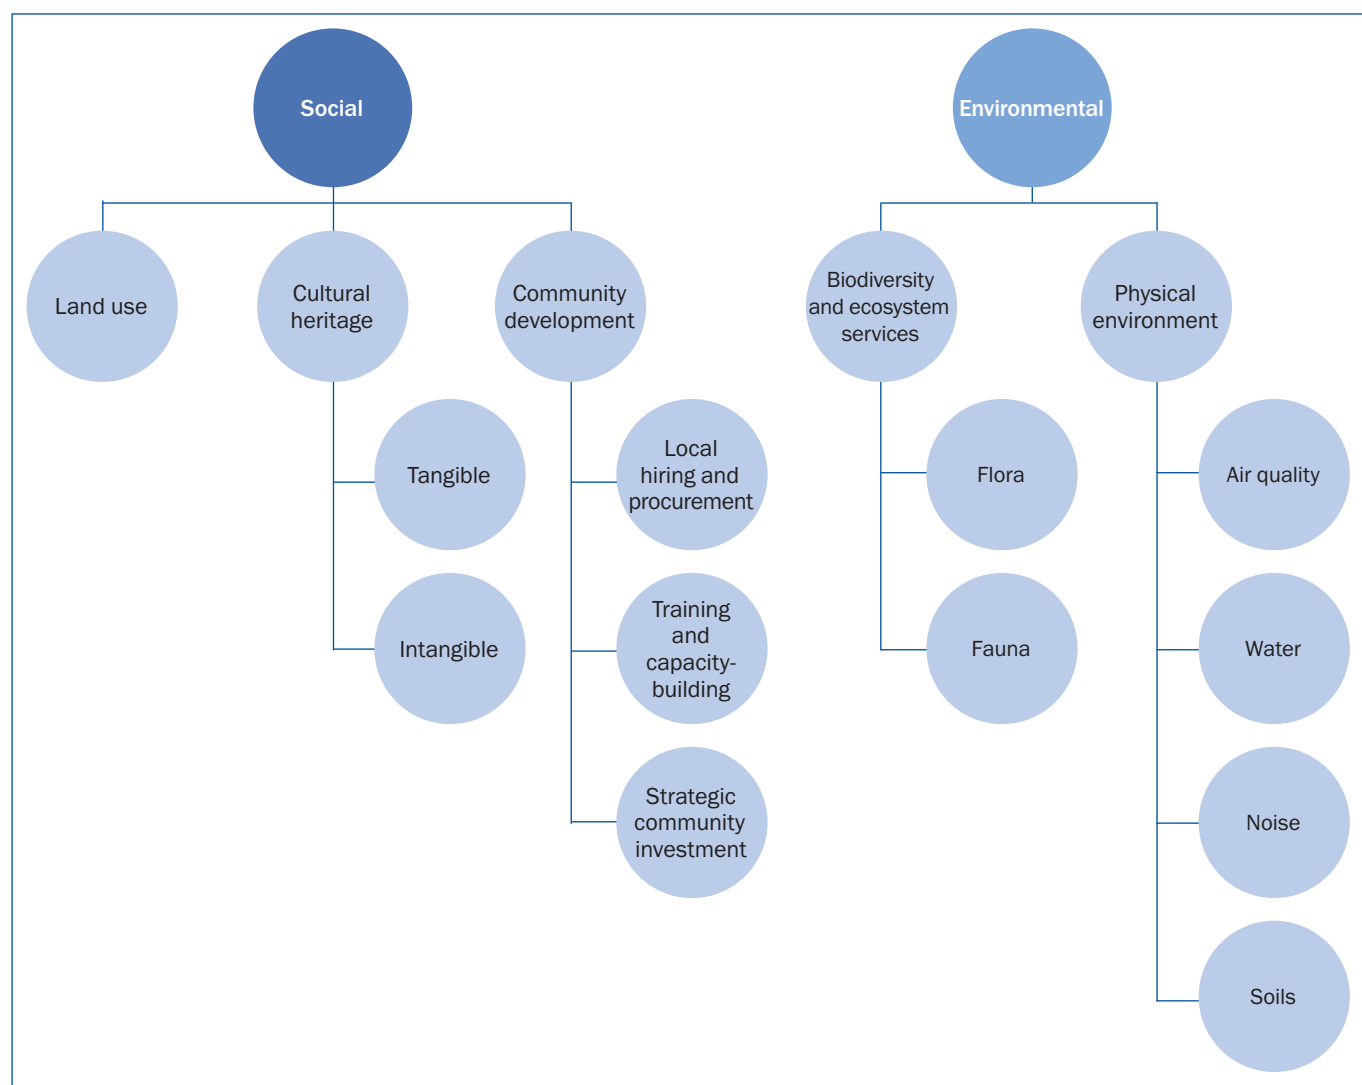 Social
Environmental
Land use
Cultural
heritage
Community
development
Biodiversity
and ecosystem
services
Physical
environment
Tangible
Local
hiring and
procurement
Flora
Air quality
Intangible
Training
and
capacity-
building
Fauna
Water
Strategic
community
investment
Noise
Soils